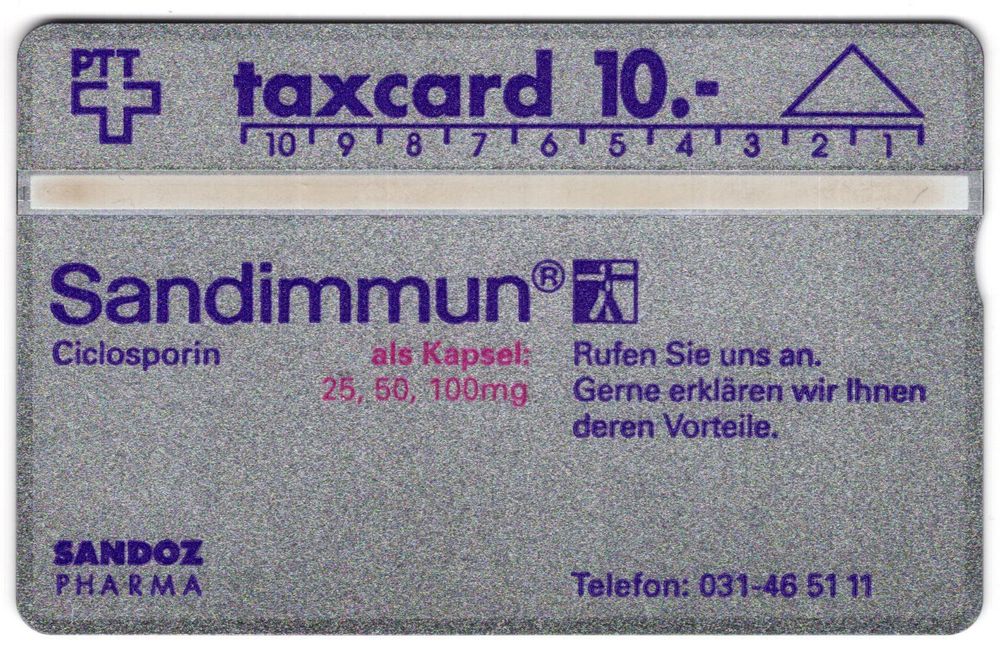 PTT
taxcard 10.-
10 9 8 7 6 5 4 3 2 1
Sandimmun®
Ciclosporin
als Kapsel:
25, 50, 100mg
Rufen Sie uns an.
Gerne erklären wir Ihnen
deren Vorteile.
SANDOZ
PHARMA
Telefon: 031-46 51 11